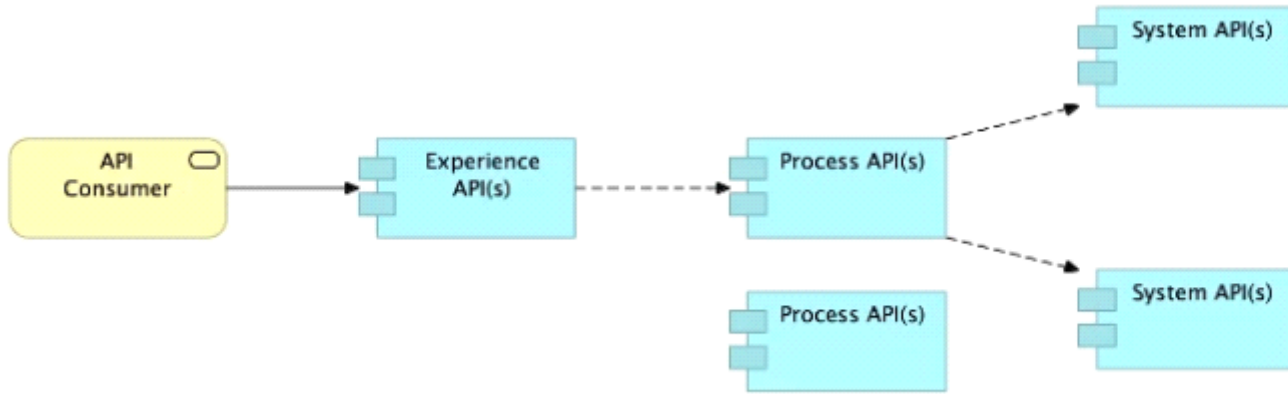 System API(s)
API
Consumer
Experience
API(s)
Process API(s)
System API(s)
Process API(s)